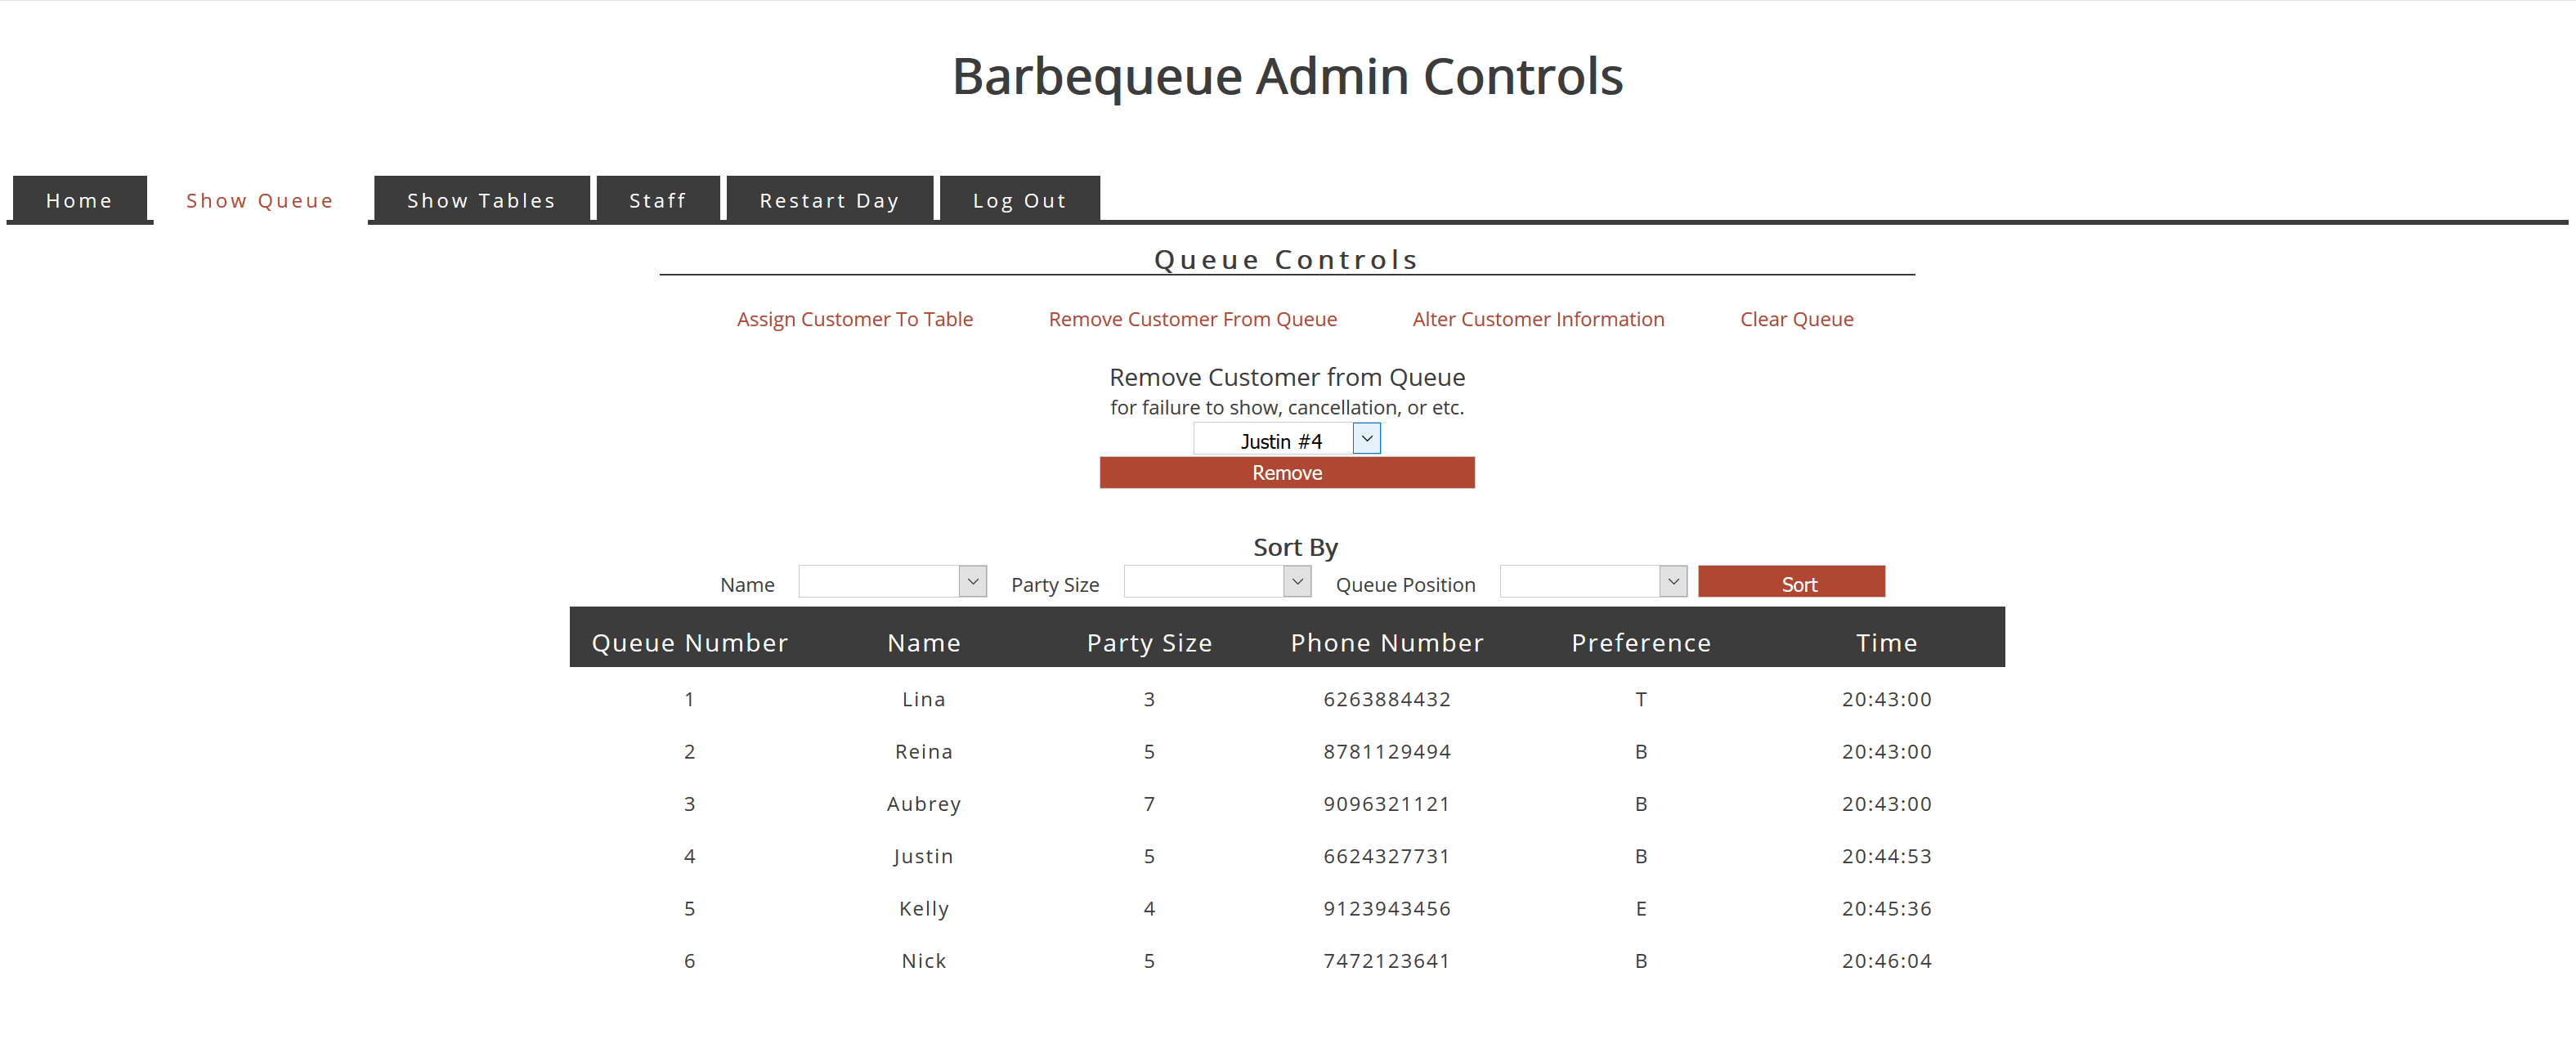 Barbequeue Admin Controls
Home Show Queue Show Tables Staff Restart Day Log Out
Queue Controls
Assign Customer To Table Remove Customer From Queue Alter Customer Information Clear Queue
Remove Customer from Queue
for failure to show, cancellation, or etc.
Justin #4
Remove
Sort By
Name Party Size Queue Position Sort
Queue Number Name Party Size Phone Number Preference Time
1 Lina 3 6263884432 T 20:43:00
2 Reina 5 8781129494 B 20:43:00
3 Aubrey 7 9096321121 B 20:43:00
4 Justin 5 6624327731 B 20:44:53
5 Kelly 4 9123943456 E 20:45:36
6 Nick 5 7472123641 B 20:46:04